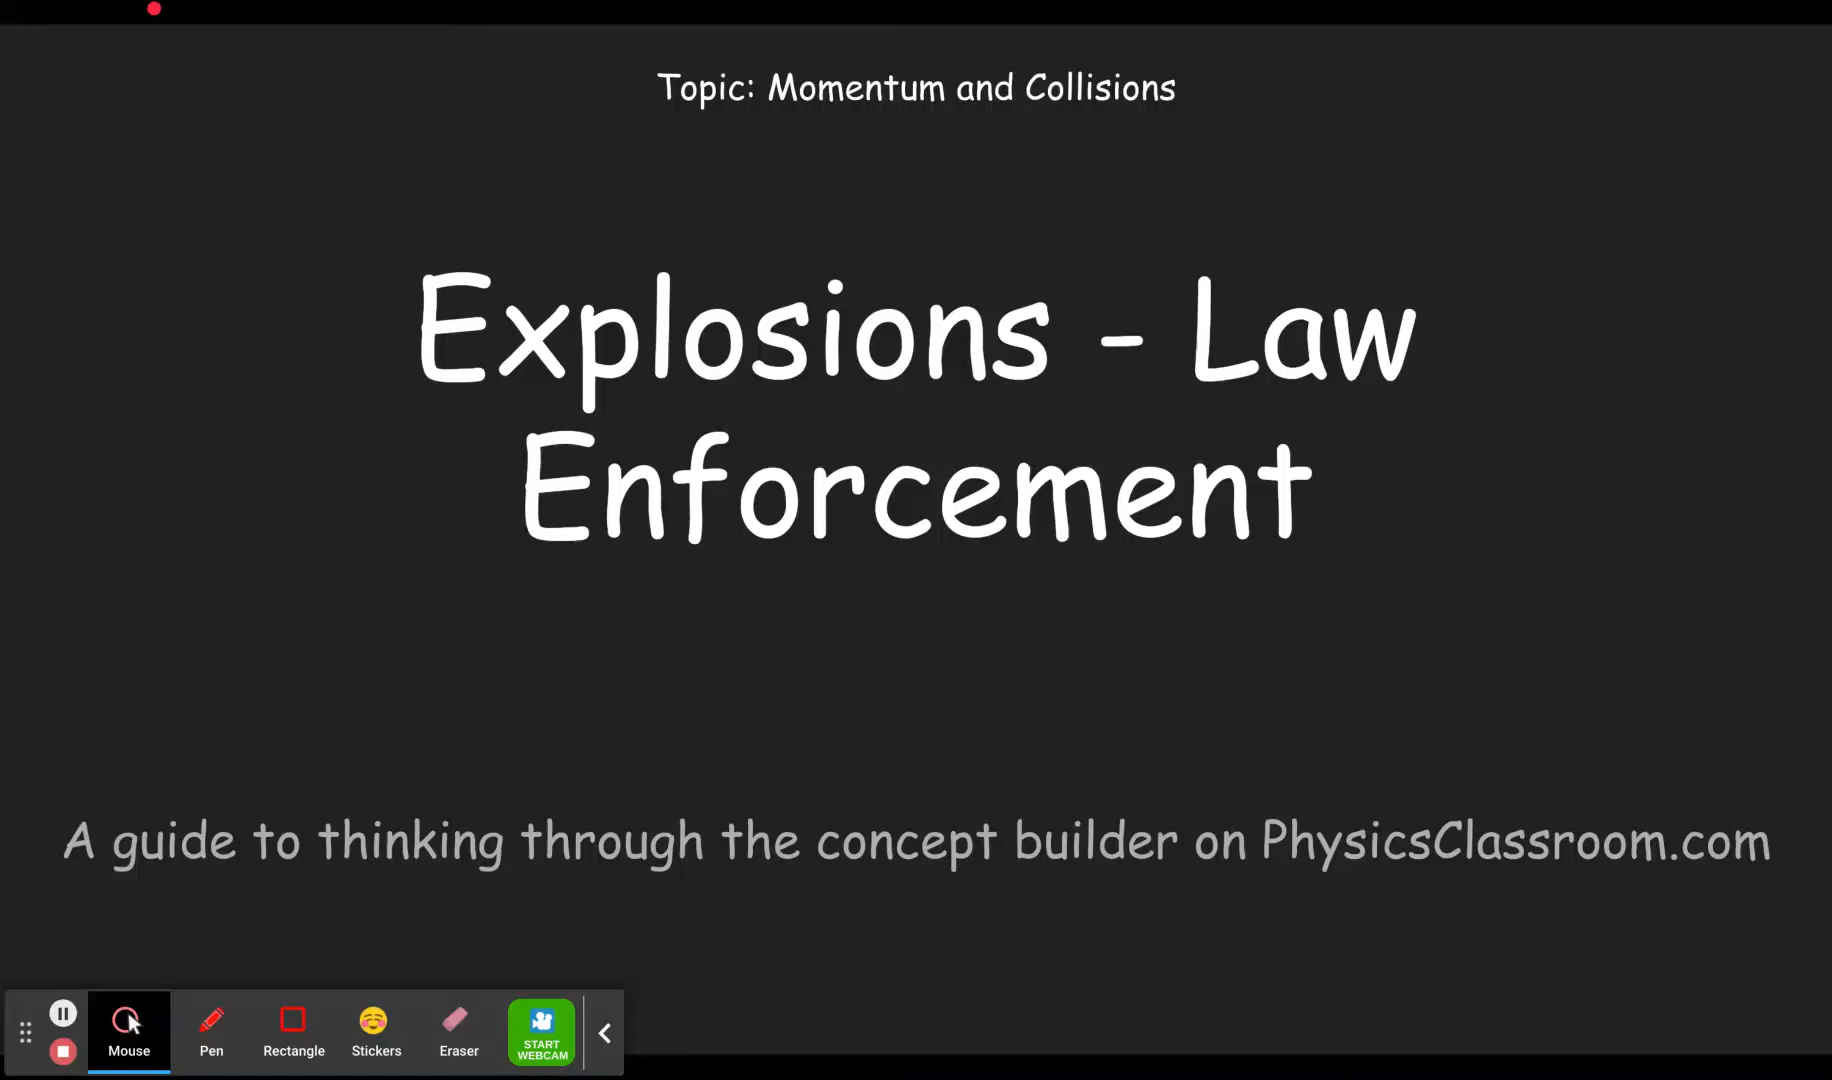 Topic: Momentum and Collisions
Explosions - Law
Enforcement
A guide to thinking through the concept builder on PhysicsClassroom.com
Mouse
Pen
Rectangle
Stickers
Eraser
START
WEBCAM